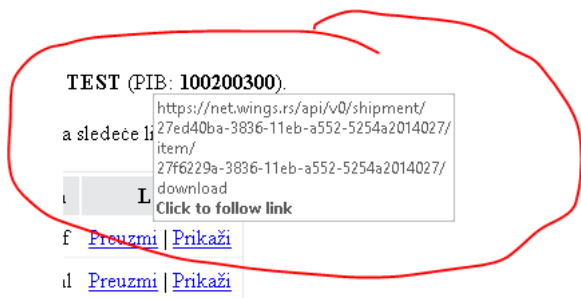 TEST (PIB: 100200300).
https://net.wings.rs/api/v0/shipment/
27ed40ba-3836-11eb-a552-5254a2014027/
item/
27f6229a-3836-11eb-a552-5254a2014027/
download
Click to follow link
a sledeće li
L
f Preuzmi | Prikaži
al Preuzmi | Prikaži